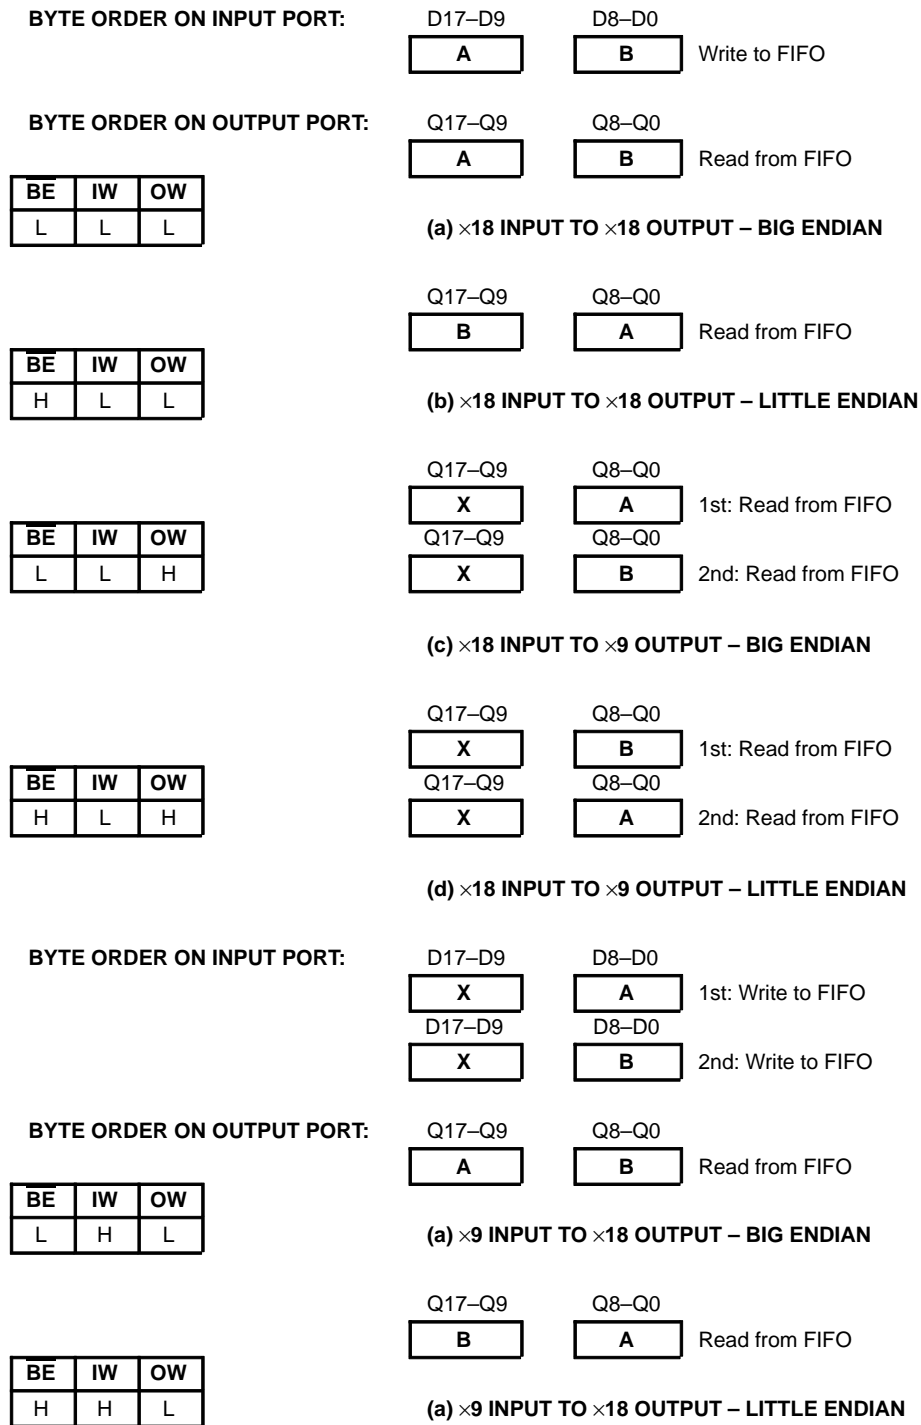 BYTE ORDER ON INPUT PORT: D17–D9 D8–D0
A B Write to FIFO
BYTE ORDER ON OUTPUT PORT: Q17–Q9 Q8–Q0
A B Read from FIFO
BE IW OW
L L L
(a) ×18 INPUT TO ×18 OUTPUT – BIG ENDIAN
Q17–Q9 Q8–Q0
B A Read from FIFO
BE IW OW
H L L
(b) ×18 INPUT TO ×18 OUTPUT – LITTLE ENDIAN
Q17–Q9 Q8–Q0
X A 1st: Read from FIFO
BE IW OW Q17–Q9 Q8–Q0
L L H X B 2nd: Read from FIFO
(c) ×18 INPUT TO ×9 OUTPUT – BIG ENDIAN
Q17–Q9 Q8–Q0
X B 1st: Read from FIFO
BE IW OW Q17–Q9 Q8–Q0
H L H X A 2nd: Read from FIFO
(d) ×18 INPUT TO ×9 OUTPUT – LITTLE ENDIAN
BYTE ORDER ON INPUT PORT: D17–D9 D8–D0
X A 1st: Write to FIFO
D17–D9 D8–D0
X B 2nd: Write to FIFO
BYTE ORDER ON OUTPUT PORT: Q17–Q9 Q8–Q0
A B Read from FIFO
BE IW OW
L H L
(a) ×9 INPUT TO ×18 OUTPUT – BIG ENDIAN
Q17–Q9 Q8–Q0
B A Read from FIFO
BE IW OW
H H L
(a) ×9 INPUT TO ×18 OUTPUT – LITTLE ENDIAN